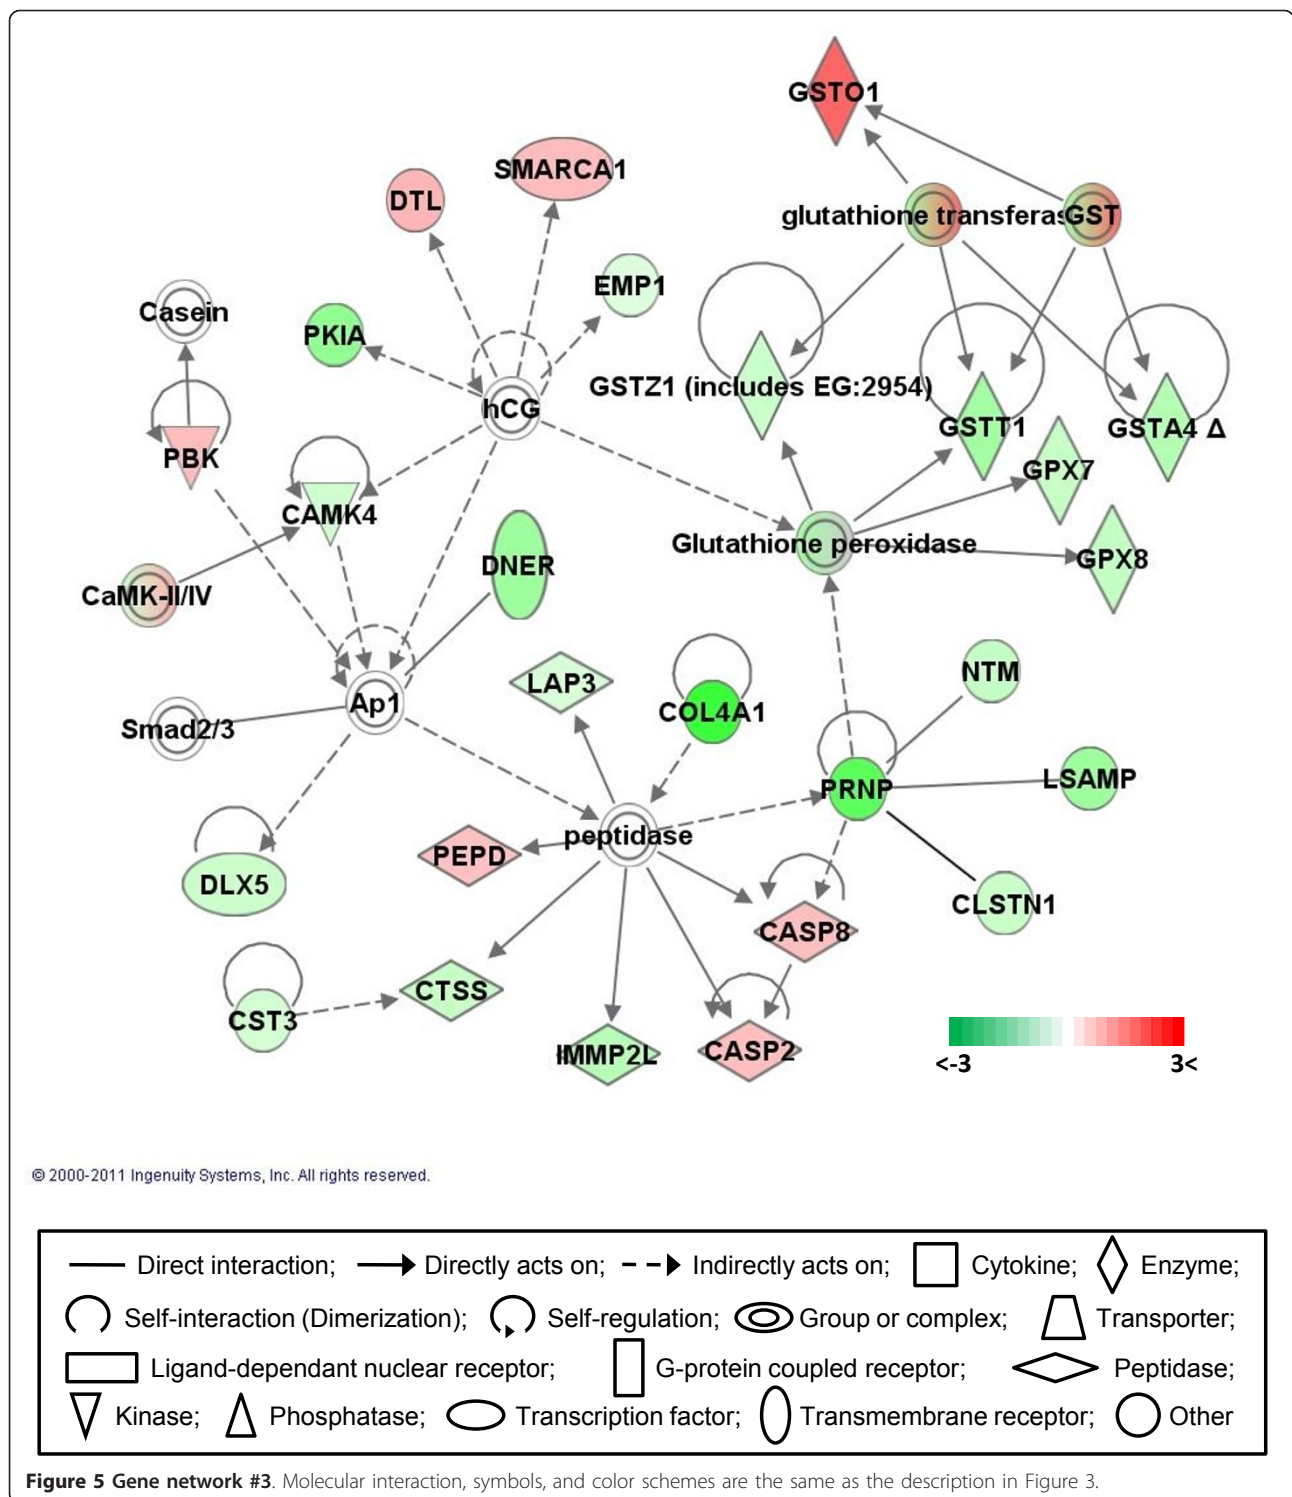 GSTO1
SMARCA1
DTL
glutathione transferas
GST
EMP1
Casein
PKIA
GSTZ1 (includes EG:2954)
hCG
GSTT1
GSTA4 Δ
PBK
GPX7
CAMK4
Glutathione peroxidase
GPX8
DNER
CaMK-II/IV
NTM
LAP3
Ap1
COL4A1
Smad2/3
LSAMP
PRNP
peptidase
PEPD
DLX5
CLSTN1
CASP8
CTSS
CST3
IMMP2L
CASP2
<-3 3<
© 2000-2011 Ingenuity Systems, Inc. All rights reserved.
Direct interaction; Directly acts on; Indirectly acts on; Cytokine; Enzyme;
Self-interaction (Dimerization); Self-regulation; Group or complex; Transporter;
Ligand-dependant nuclear receptor; G-protein coupled receptor; Peptidase;
Kinase; Phosphatase; Transcription factor; Transmembrane receptor; Other
Figure 5 Gene network #3. Molecular interaction, symbols, and color schemes are the same as the description in Figure 3.